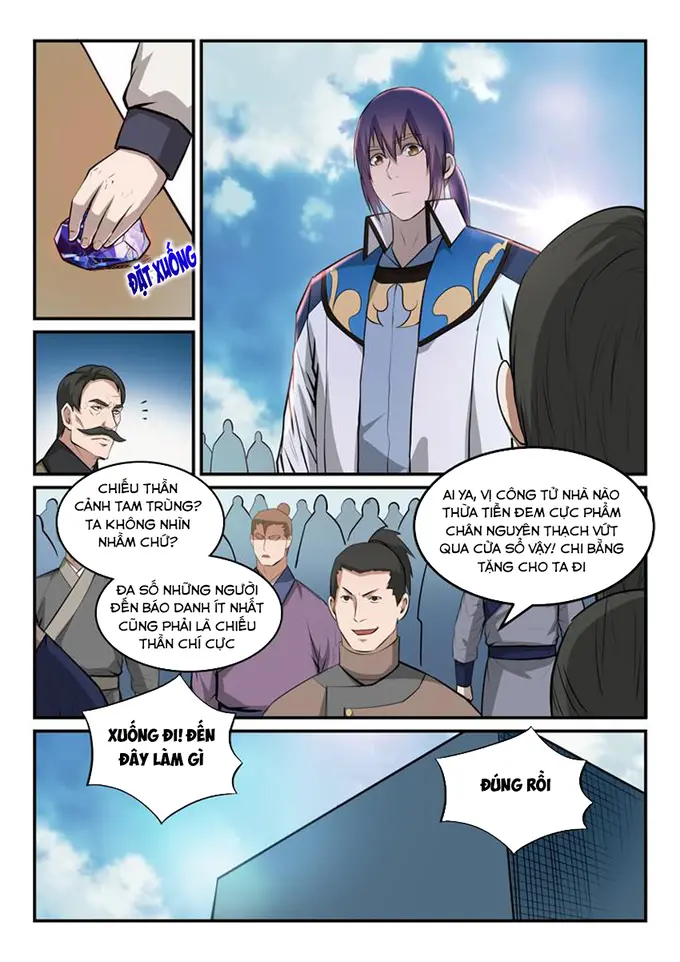 ĐẶT XUỐNG
CHIẾU THẦN
CẢNH TAM TRÙNG?
TA KHÔNG NHÌN
NHẦM CHỨ?
ĐA SỐ NHỮNG NGƯỜI
ĐẾN BÁO DANH ÍT NHẤT
CŨNG PHẢI LÀ CHIẾU
THẦN CHÍ CỰC
AI YA, VỊ CÔNG TỬ NHÀ NÀO
THỪA TIỀN ĐEM CỰC PHẨM
CHÂN NGUYÊN THẠCH VỨT
QUA CỬA SỔ VẬY! CHI BẰNG
TẶNG CHO TA ĐI
XUỐNG ĐI! ĐẾN
ĐÂY LÀM GÌ
ĐÚNG RỒI